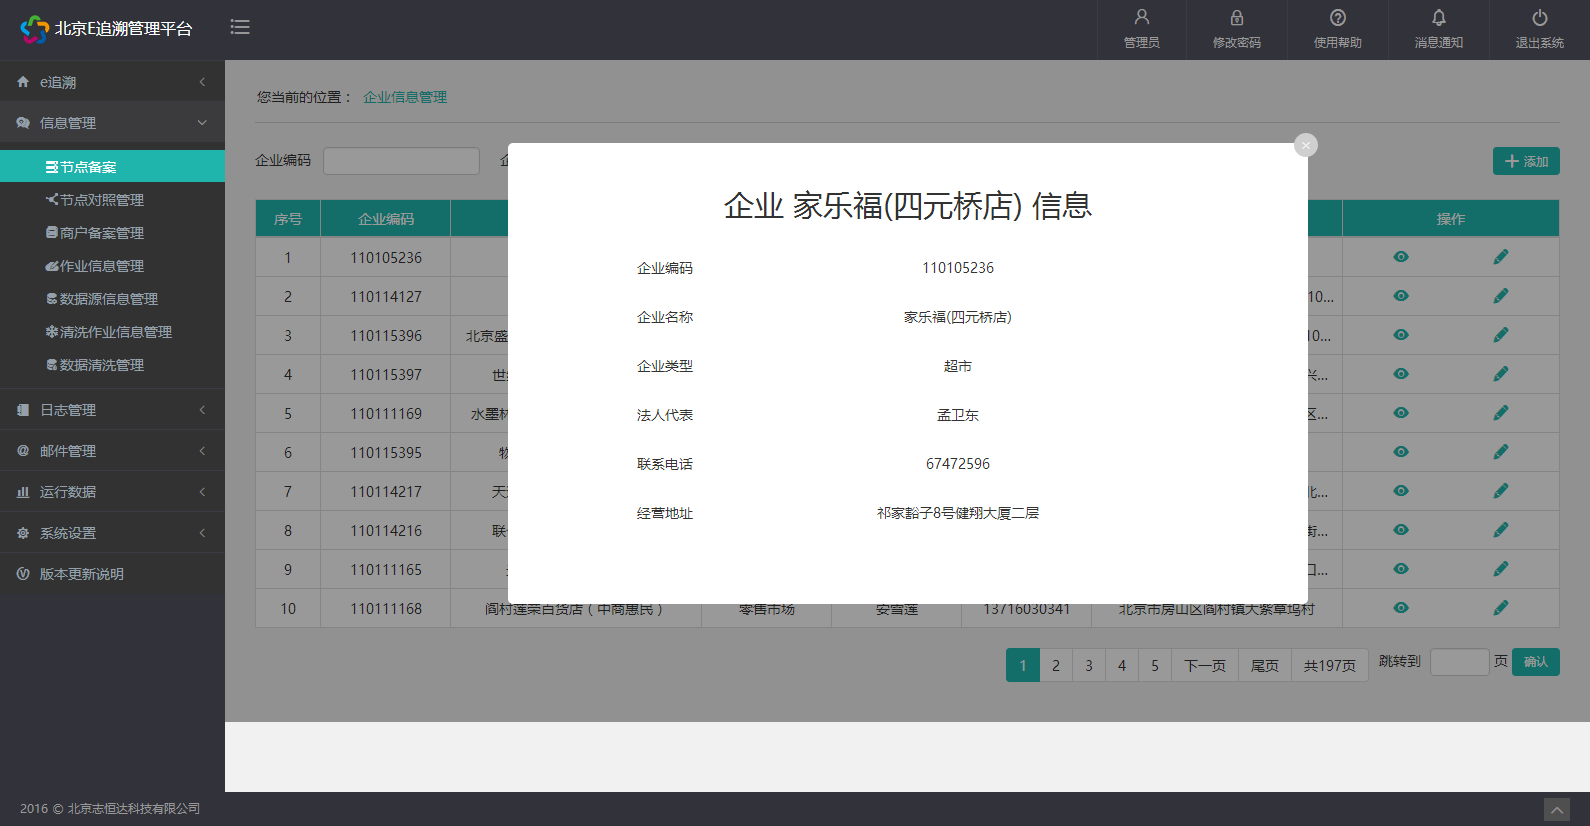 北京E追溯管理平台
管理员
修改密码
使用帮助
消息通知
退出系统
e追溯
信息管理
节点备案
节点对照管理
商户备案管理
作业信息管理
数据源信息管理
清洗作业信息管理
数据清洗管理
日志管理
邮件管理
运行数据
系统设置
版本更新说明
您当前的位置： 企业信息管理
企业编码
添加
序号 企业编码 操作
1 110105236
2 110114127 10...
3 110115396 北京盛 10...
4 110115397 ...
5 110111169 水墨林 区...
6 110115395
7 110114217 北...
8 110114216 街...
9 110111165 口...
10 110111168 阎村莲荣百货店（中商惠民） 零售市场 安雪莲 13716030341 北京市房山区阎村镇大紫草坞村
企业 家乐福(四元桥店) 信息
企业编码 110105236
企业名称 家乐福(四元桥店)
企业类型 超市
法人代表 孟卫东
联系电话 67472596
经营地址 祁家豁子8号健翔大厦二层
1 2 3 4 5 下一页 尾页 共197页 跳转到 页 确认
2016 © 北京志恒达科技有限公司